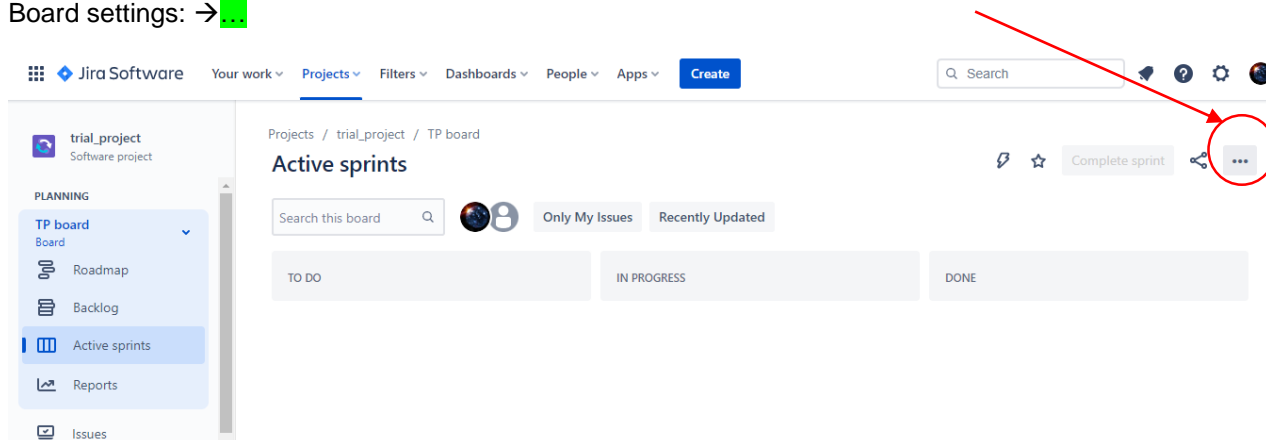 Board settings: →...
Jira Software Your work Projects Filters Dashboards People Apps Create Search
trial_project
Software project
Projects / trial_project / TP board
Active sprints
Complete sprint
PLANNING
TP board
Board
Search this board Only My Issues Recently Updated
Roadmap
TO DO IN PROGRESS DONE
Backlog
Active sprints
Reports
Issues